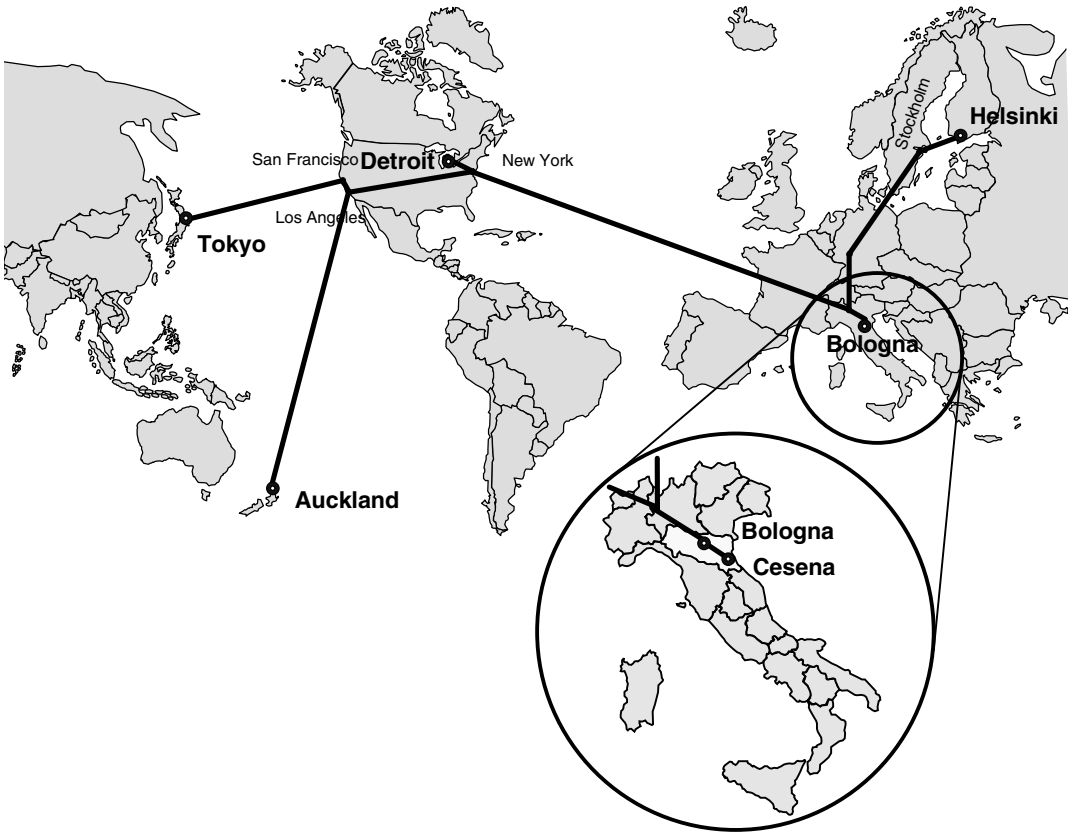 Stockholm
Helsinki
San Francisco
Detroit
New York
Los Angeles
Tokyo
Bologna
Auckland
Bologna
Cesena